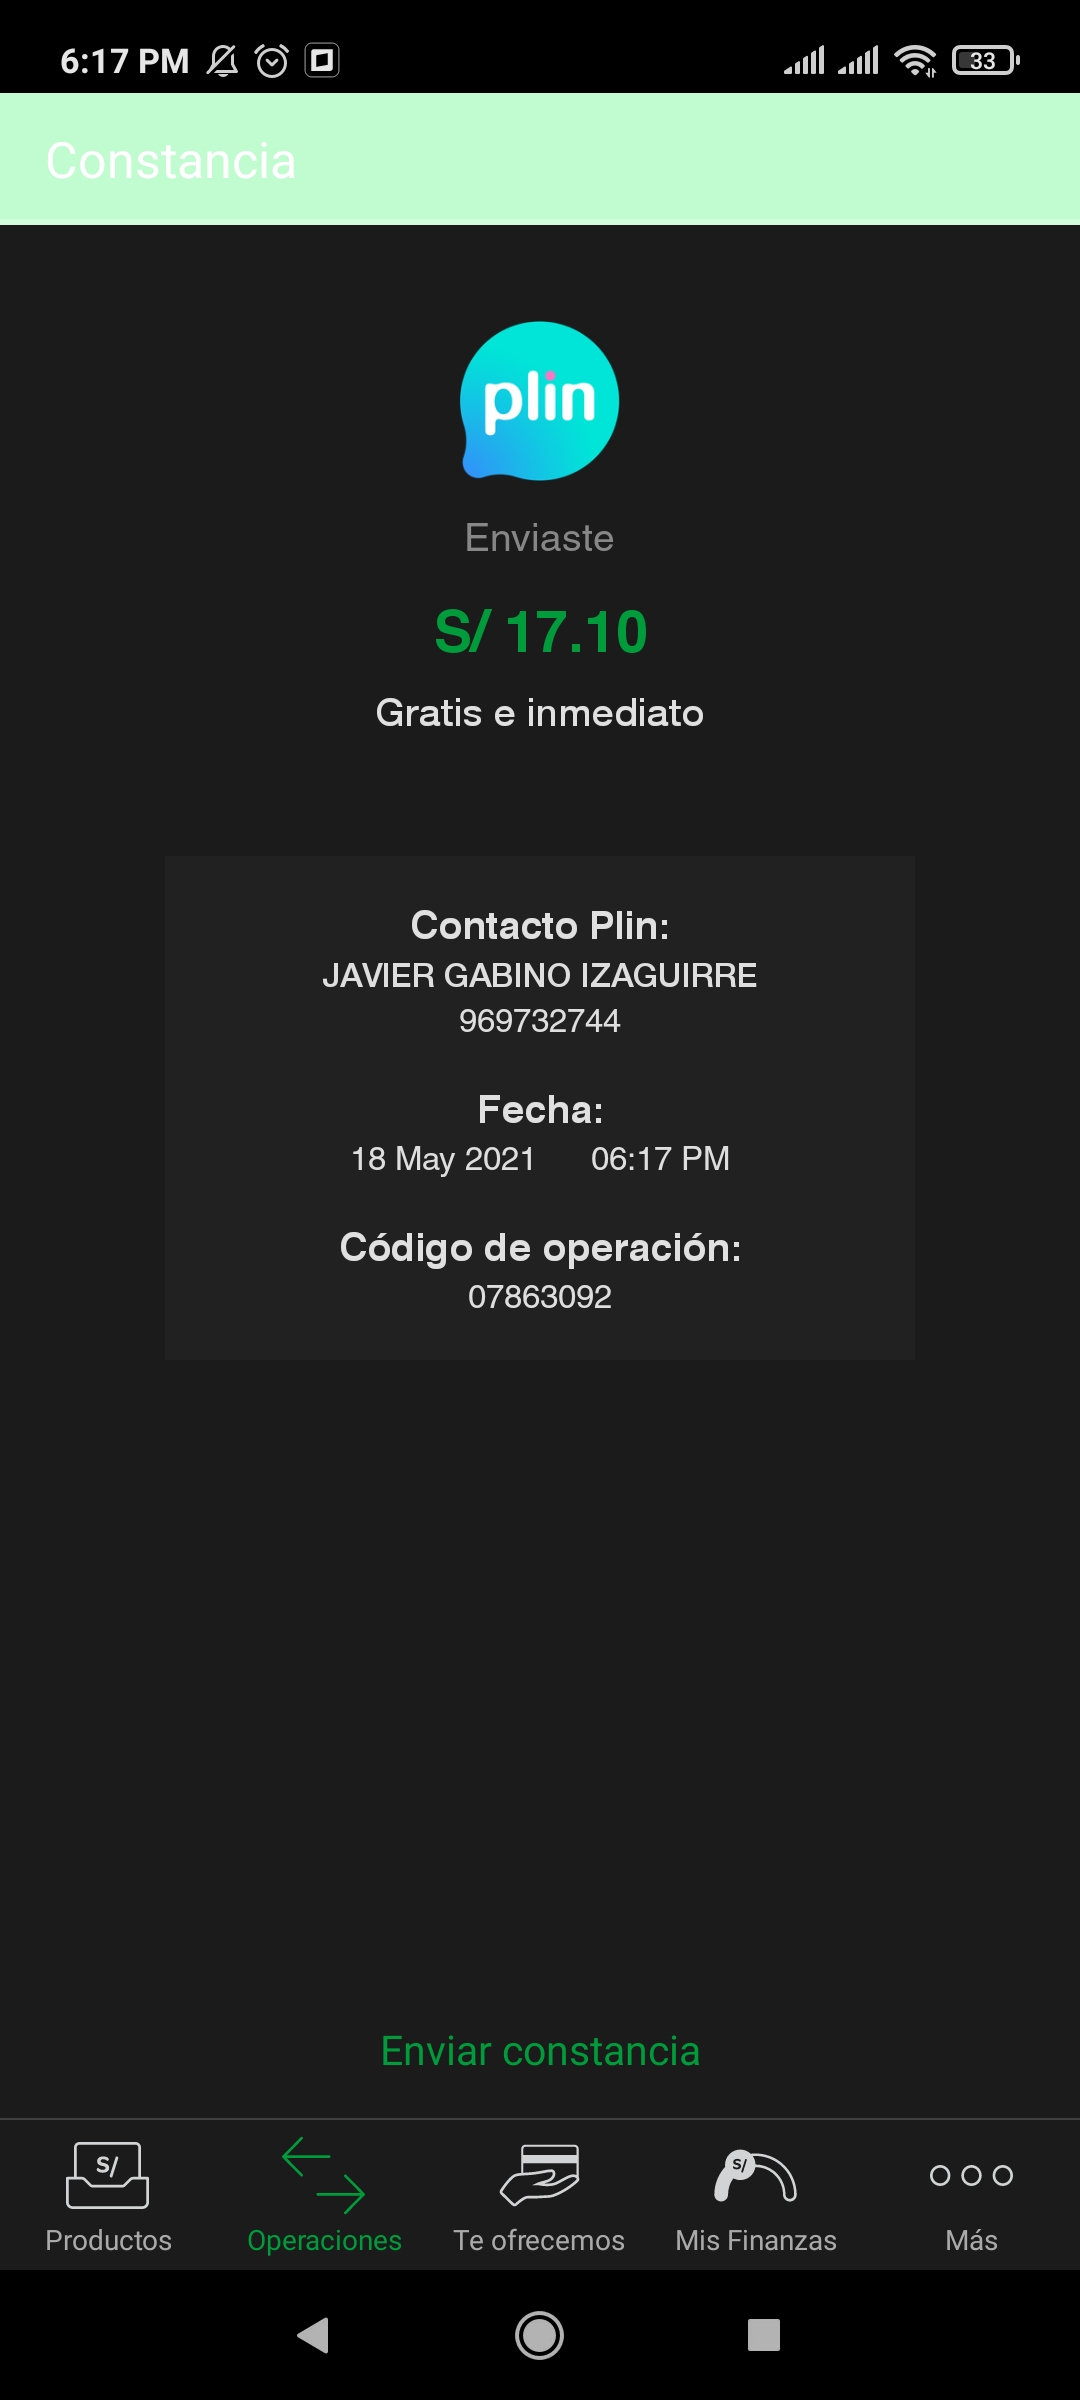 6:17 PM
33
Constancia
plin
Enviaste
S/ 17.10
Gratis e inmediato
Contacto Plin:
JAVIER GABINO IZAGUIRRE
969732744
Fecha:
18 May 2021 06:17 PM
Código de operación:
07863092
Enviar constancia
S/ S/
Productos Operaciones Te ofrecemos Mis Finanzas Más